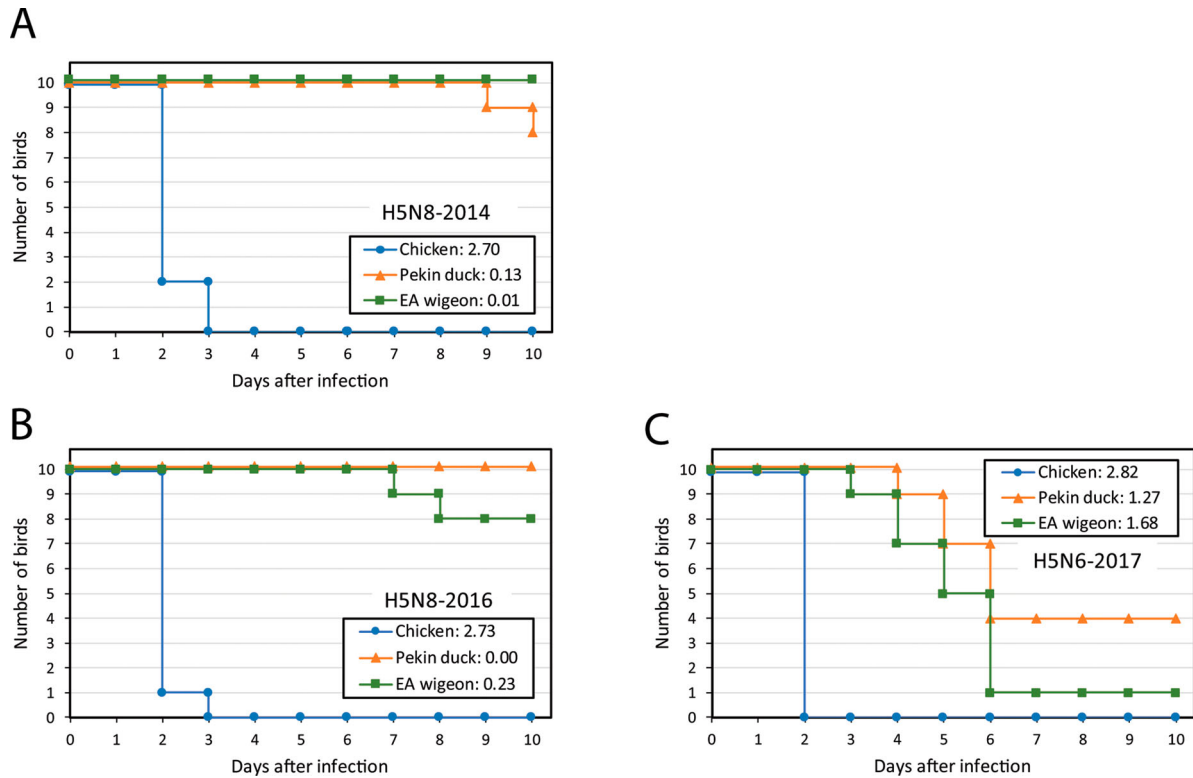 A
Number of birds
10
9
8
7
6
5
4
3
2
1
0
H5N8-2014
Chicken: 2.70
Pekin duck: 0.13
EA wigeon: 0.01
0 1 2 3 4 5 6 7 8 9 10
Days after infection
B
Number of birds
10
9
8
7
6
5
4
3
2
1
0
H5N8-2016
Chicken: 2.73
Pekin duck: 0.00
EA wigeon: 0.23
0 1 2 3 4 5 6 7 8 9 10
Days after infection
C
Number of birds
10
9
8
7
6
5
4
3
2
1
0
Chicken: 2.82
Pekin duck: 1.27
EA wigeon: 1.68
H5N6-2017
0 1 2 3 4 5 6 7 8 9 10
Days after infection